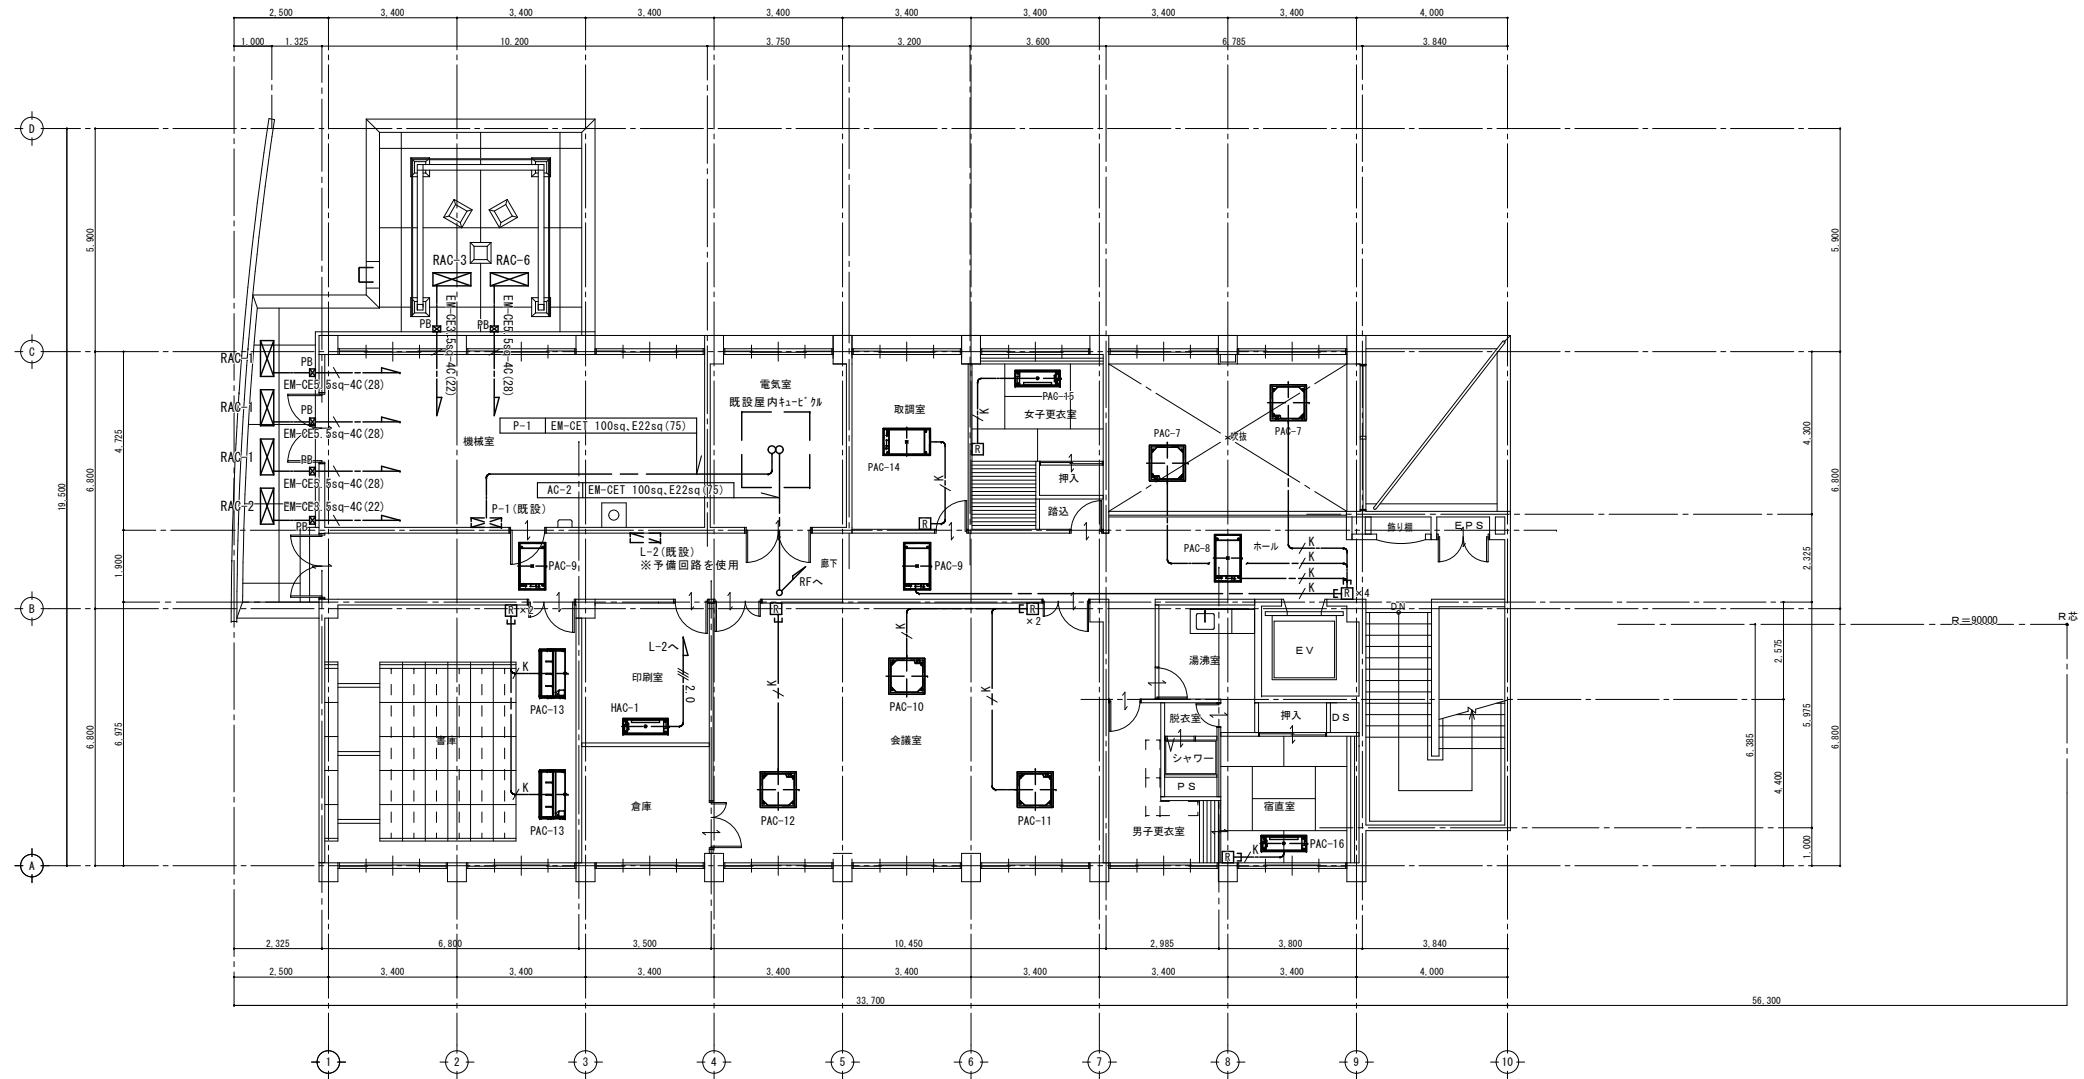 2,500 3,400 3,400 3,400 3,400 3,400 3,400 3,400 3,400 4,000
1,000 1,325 10,200 3,750 3,200 3,600 6,785 3,840
D
5,900
5,900
RAC-3 RAC-6
EM-CE3.5sq-4C(22)
EM-CE5.5sq-4C(28)
PB PB
C
RAC-1 PB
EM-CE5.5sq-4C(28)
RAC-1 PB
EM-CE5.5sq-4C(28)
RAC-1 PB
EM-CE5.5sq-4C(28)
RAC-2
EM-CE3.5sq-4C(22)
PB
機械室
P-1 EM-CET 100sq、E22sq(75)
AC-2 EM-CET 100sq、E22sq(75)
P-1(既設)
電気室
既設屋内キュービクル
取調室
PAC-14
K
R
PAC-15
女子更衣室
K
R
押入
踏込
PAC-7
PAC-7
吹抜
4,725
6,800
19,500
1,900
4,300
6,800
2,325
飾り棚
EPS
L-2(既設)
※予備回路を使用
PAC-9
PAC-9
廊下
RFへ
PAC-8
ホール
K
K
K
K
R ×4
B
R ×2
R
R
×2
DN
R=90000
R芯
K
K
K
K
K
L-2へ
2.0
印刷室
HAC-1
PAC-13
PAC-13
書庫
倉庫
PAC-10
会議室
PAC-12
PAC-11
湯沸室
EV
脱衣室
押入
DS
シャワー
PS
男子更衣室
宿直室
PAC-16
K
R
6,800
6,975
2,575
6,385
5,975
6,800
4,400
1,000
A
2,325 6,800 3,500 10,450 2,985 3,800 3,840
2,500 3,400 3,400 3,400 3,400 3,400 3,400 3,400 3,400 4,000
33,700 56,300
1 2 3 4 5 6 7 8 9 10